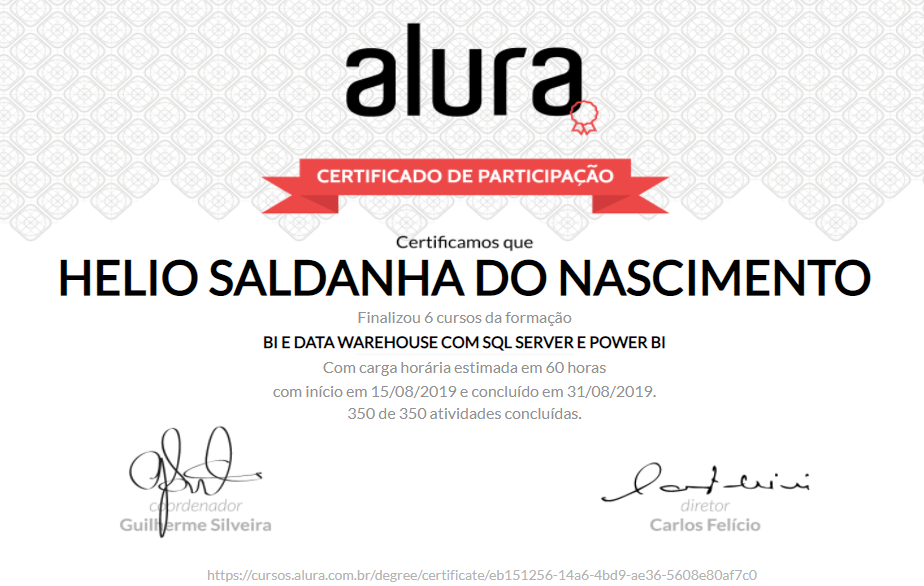 alura
CERTIFICADO DE PARTICIPAÇÃO
Certificamos que
HELIO SALDANHA DO NASCIMENTO
Finalizou 6 cursos da formação
BI E DATA WAREHOUSE COM SQL SERVER E POWER BI
Com carga horária estimada em 60 horas
com início em 15/08/2019 e concluído em 31/08/2019.
350 de 350 atividades concluídas.
coordenador
Guilherme Silveira
diretor
Carlos Felício
https://cursos.alura.com.br/degree/certificate/eb151256-14a6-4bd9-ae36-5608e80af7c0